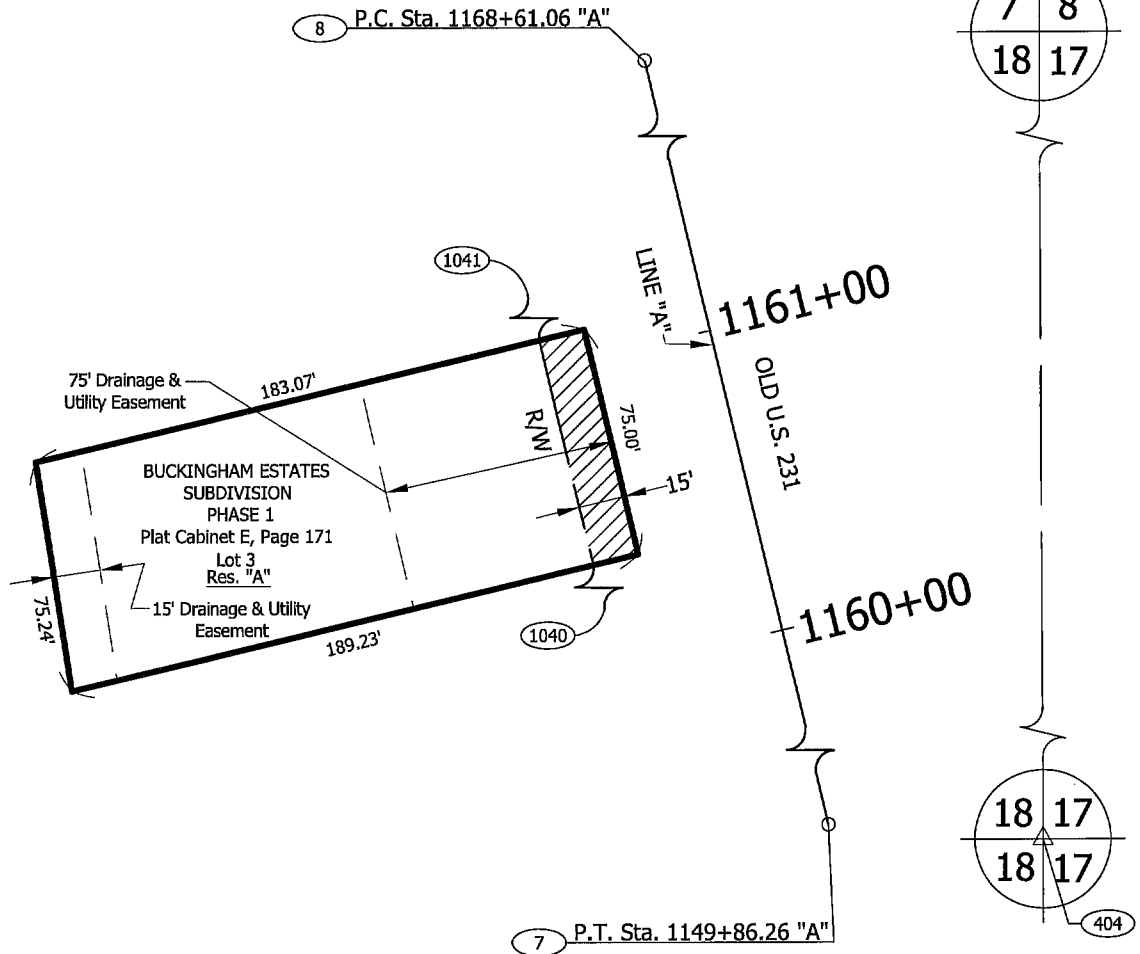 8 P.C. Sta. 1168+61.06 "A"
7 8
18 17
1041
LINE "A"
1161+00
75' Drainage &
Utility Easement
183.07'
R/W
75.00'
OLD U.S. 231
BUCKINGHAM ESTATES
SUBDIVISION
PHASE 1
Plat Cabinet E, Page 171
Lot 3
Res. "A"
15'
75.24'
15' Drainage & Utility
Easement
189.23'
1040
1160+00
18 17
18 17
404
7 P.T. Sta. 1149+86.26 "A"